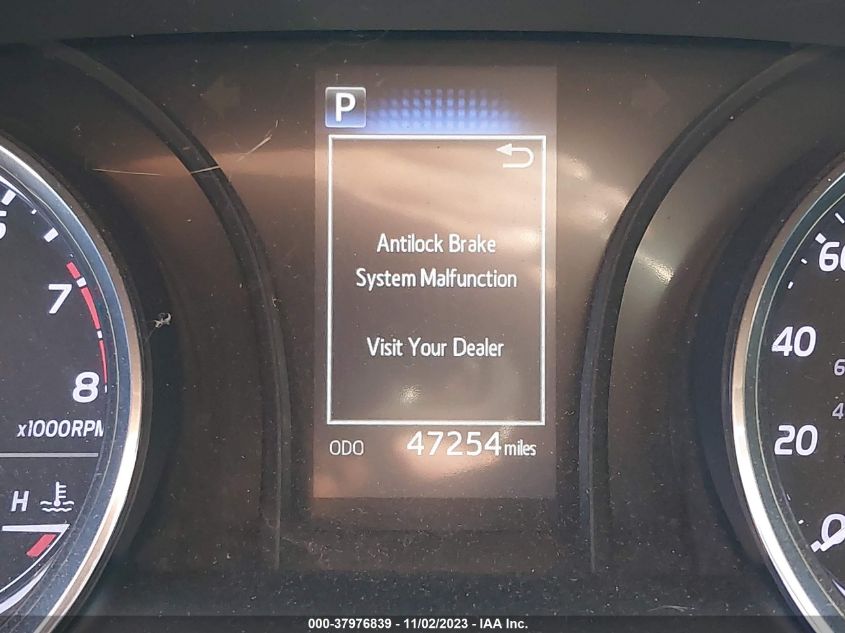 P
Antilock Brake
System Malfunction
Visit Your Dealer
ODO 47254 miles
7
8
x1000RPM
H
60
40
20
0
000-37976839 - 11/02/2023 - IAA Inc.